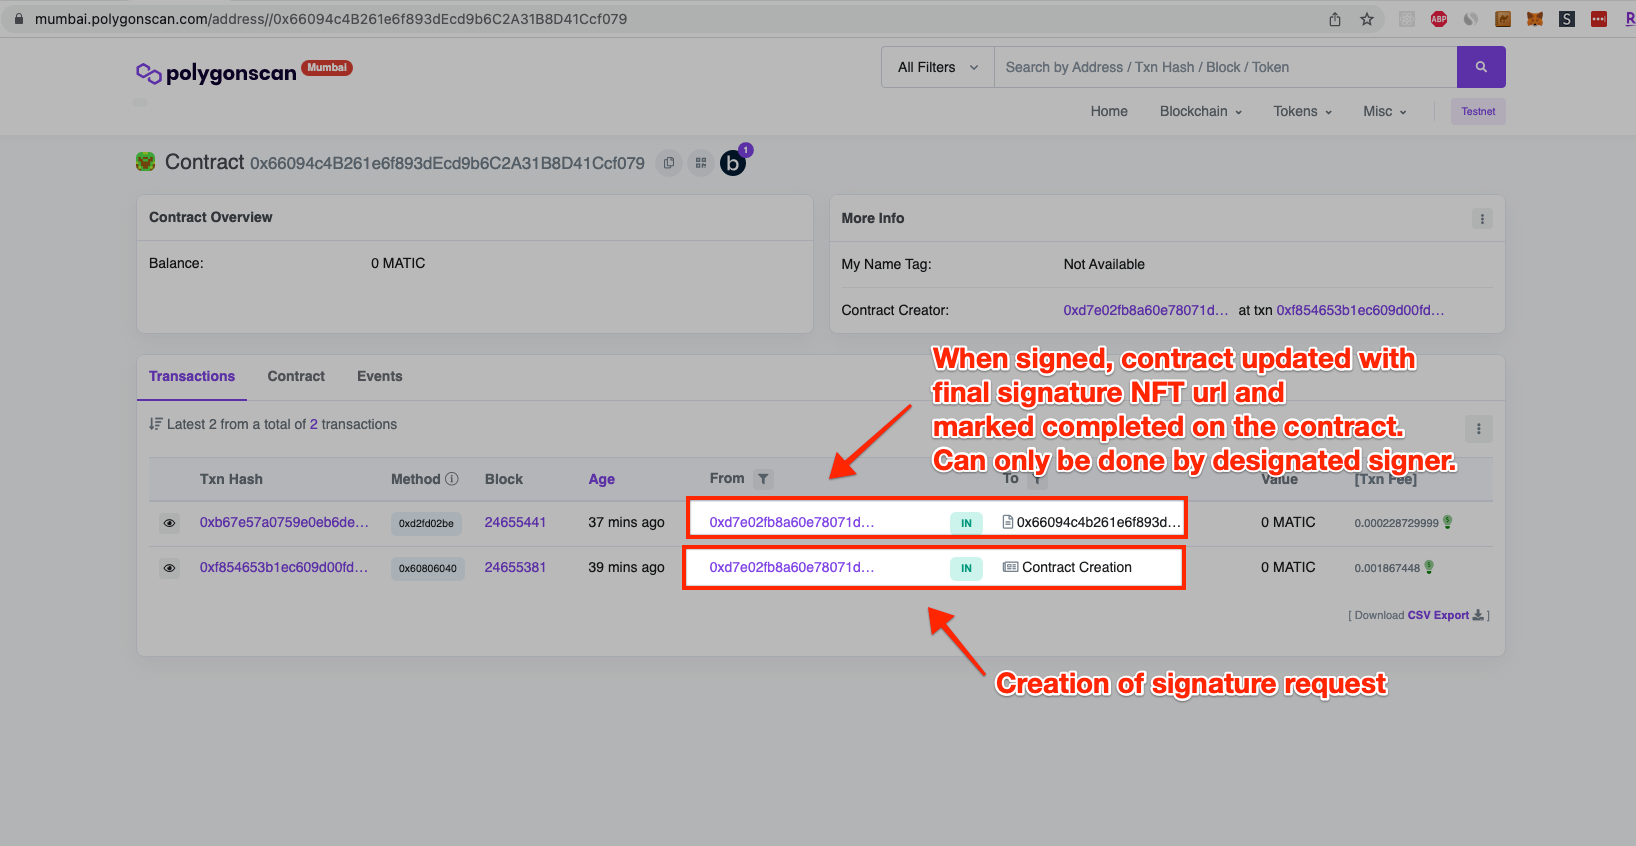 mumbai.polygonscan.com/address//0x66094c4B261e6f893dEcd9b6C2A31B8D41Ccf079
ABP
S
polygonscan Mumbai
All Filters
Search by Address / Txn Hash / Block / Token
Home Blockchain Tokens Misc Testnet
Contract 0x66094c4B261e6f893dEcd9b6C2A31B8D41Ccf079
b 1
Contract Overview
Balance: 0 MATIC
More Info
My Name Tag: Not Available
Contract Creator: 0xd7e02fb8a60e78071d... at txn 0xf854653b1ec609d00fd...
When signed, contract updated with
final signature NFT url and
marked completed on the contract.
Can only be done by designated signer.
Transactions Contract Events
Latest 2 from a total of 2 transactions
Txn Hash Method Block Age From To Value [Txn Fee]
0xb67e57a0759e0eb6de... 0xd2fd02be 24655441 37 mins ago 0xd7e02fb8a60e78071d... IN 0x66094c4b261e6f893d... 0 MATIC 0.000228729999
0xf854653b1ec609d00fd... 0x60806040 24655381 39 mins ago 0xd7e02fb8a60e78071d... IN Contract Creation 0 MATIC 0.001867448
[ Download CSV Export ]
Creation of signature request